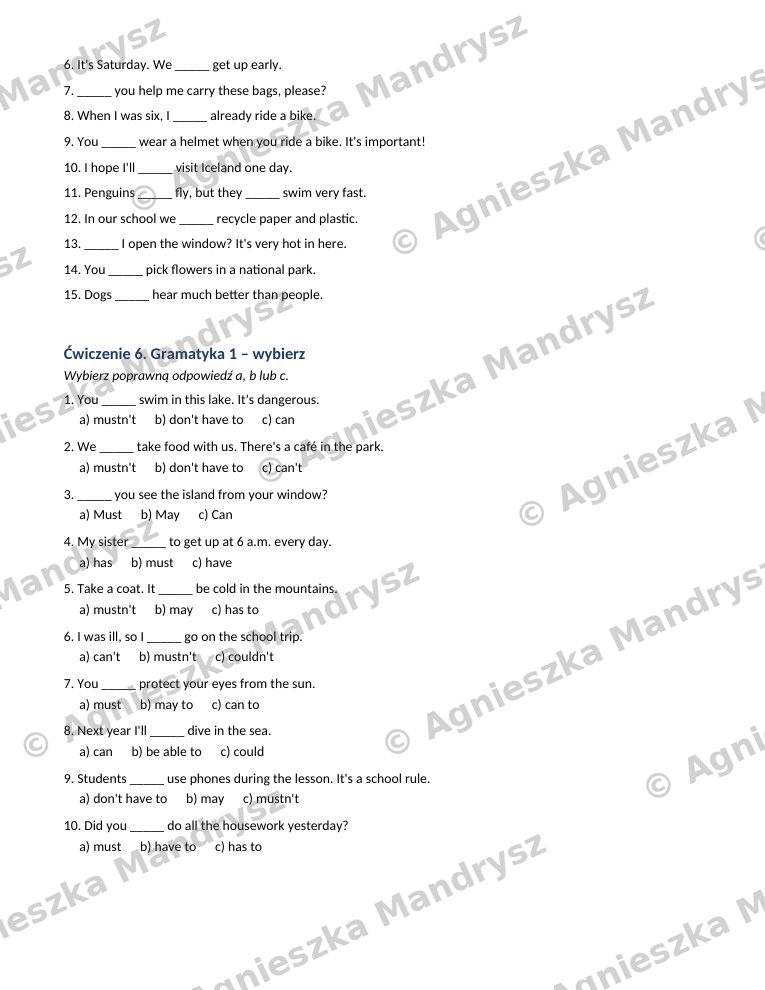 6. It's Saturday. We _____ get up early.
7. _____ you help me carry these bags, please?
8. When I was six, I _____ already ride a bike.
9. You _____ wear a helmet when you ride a bike. It's important!
10. I hope I'll _____ visit Iceland one day.
11. Penguins _____ fly, but they _____ swim very fast.
12. In our school we _____ recycle paper and plastic.
13. _____ I open the window? It's very hot in here.
14. You _____ pick flowers in a national park.
15. Dogs _____ hear much better than people.
Ćwiczenie 6. Gramatyka 1 – wybierz
Wybierz poprawną odpowiedź a, b lub c.
1. You _____ swim in this lake. It's dangerous.
a) mustn't b) don't have to c) can
2. We _____ take food with us. There's a café in the park.
a) mustn't b) don't have to c) can't
3. _____ you see the island from your window?
a) Must b) May c) Can
4. My sister _____ to get up at 6 a.m. every day.
a) has b) must c) have
5. Take a coat. It _____ be cold in the mountains.
a) mustn't b) may c) has to
6. I was ill, so I _____ go on the school trip.
a) can't b) mustn't c) couldn't
7. You _____ protect your eyes from the sun.
a) must b) may to c) can to
8. Next year I'll _____ dive in the sea.
a) can b) be able to c) could
9. Students _____ use phones during the lesson. It's a school rule.
a) don't have to b) may c) mustn't
10. Did you _____ do all the housework yesterday?
a) must b) have to c) has to
© Agnieszka Mandrysz